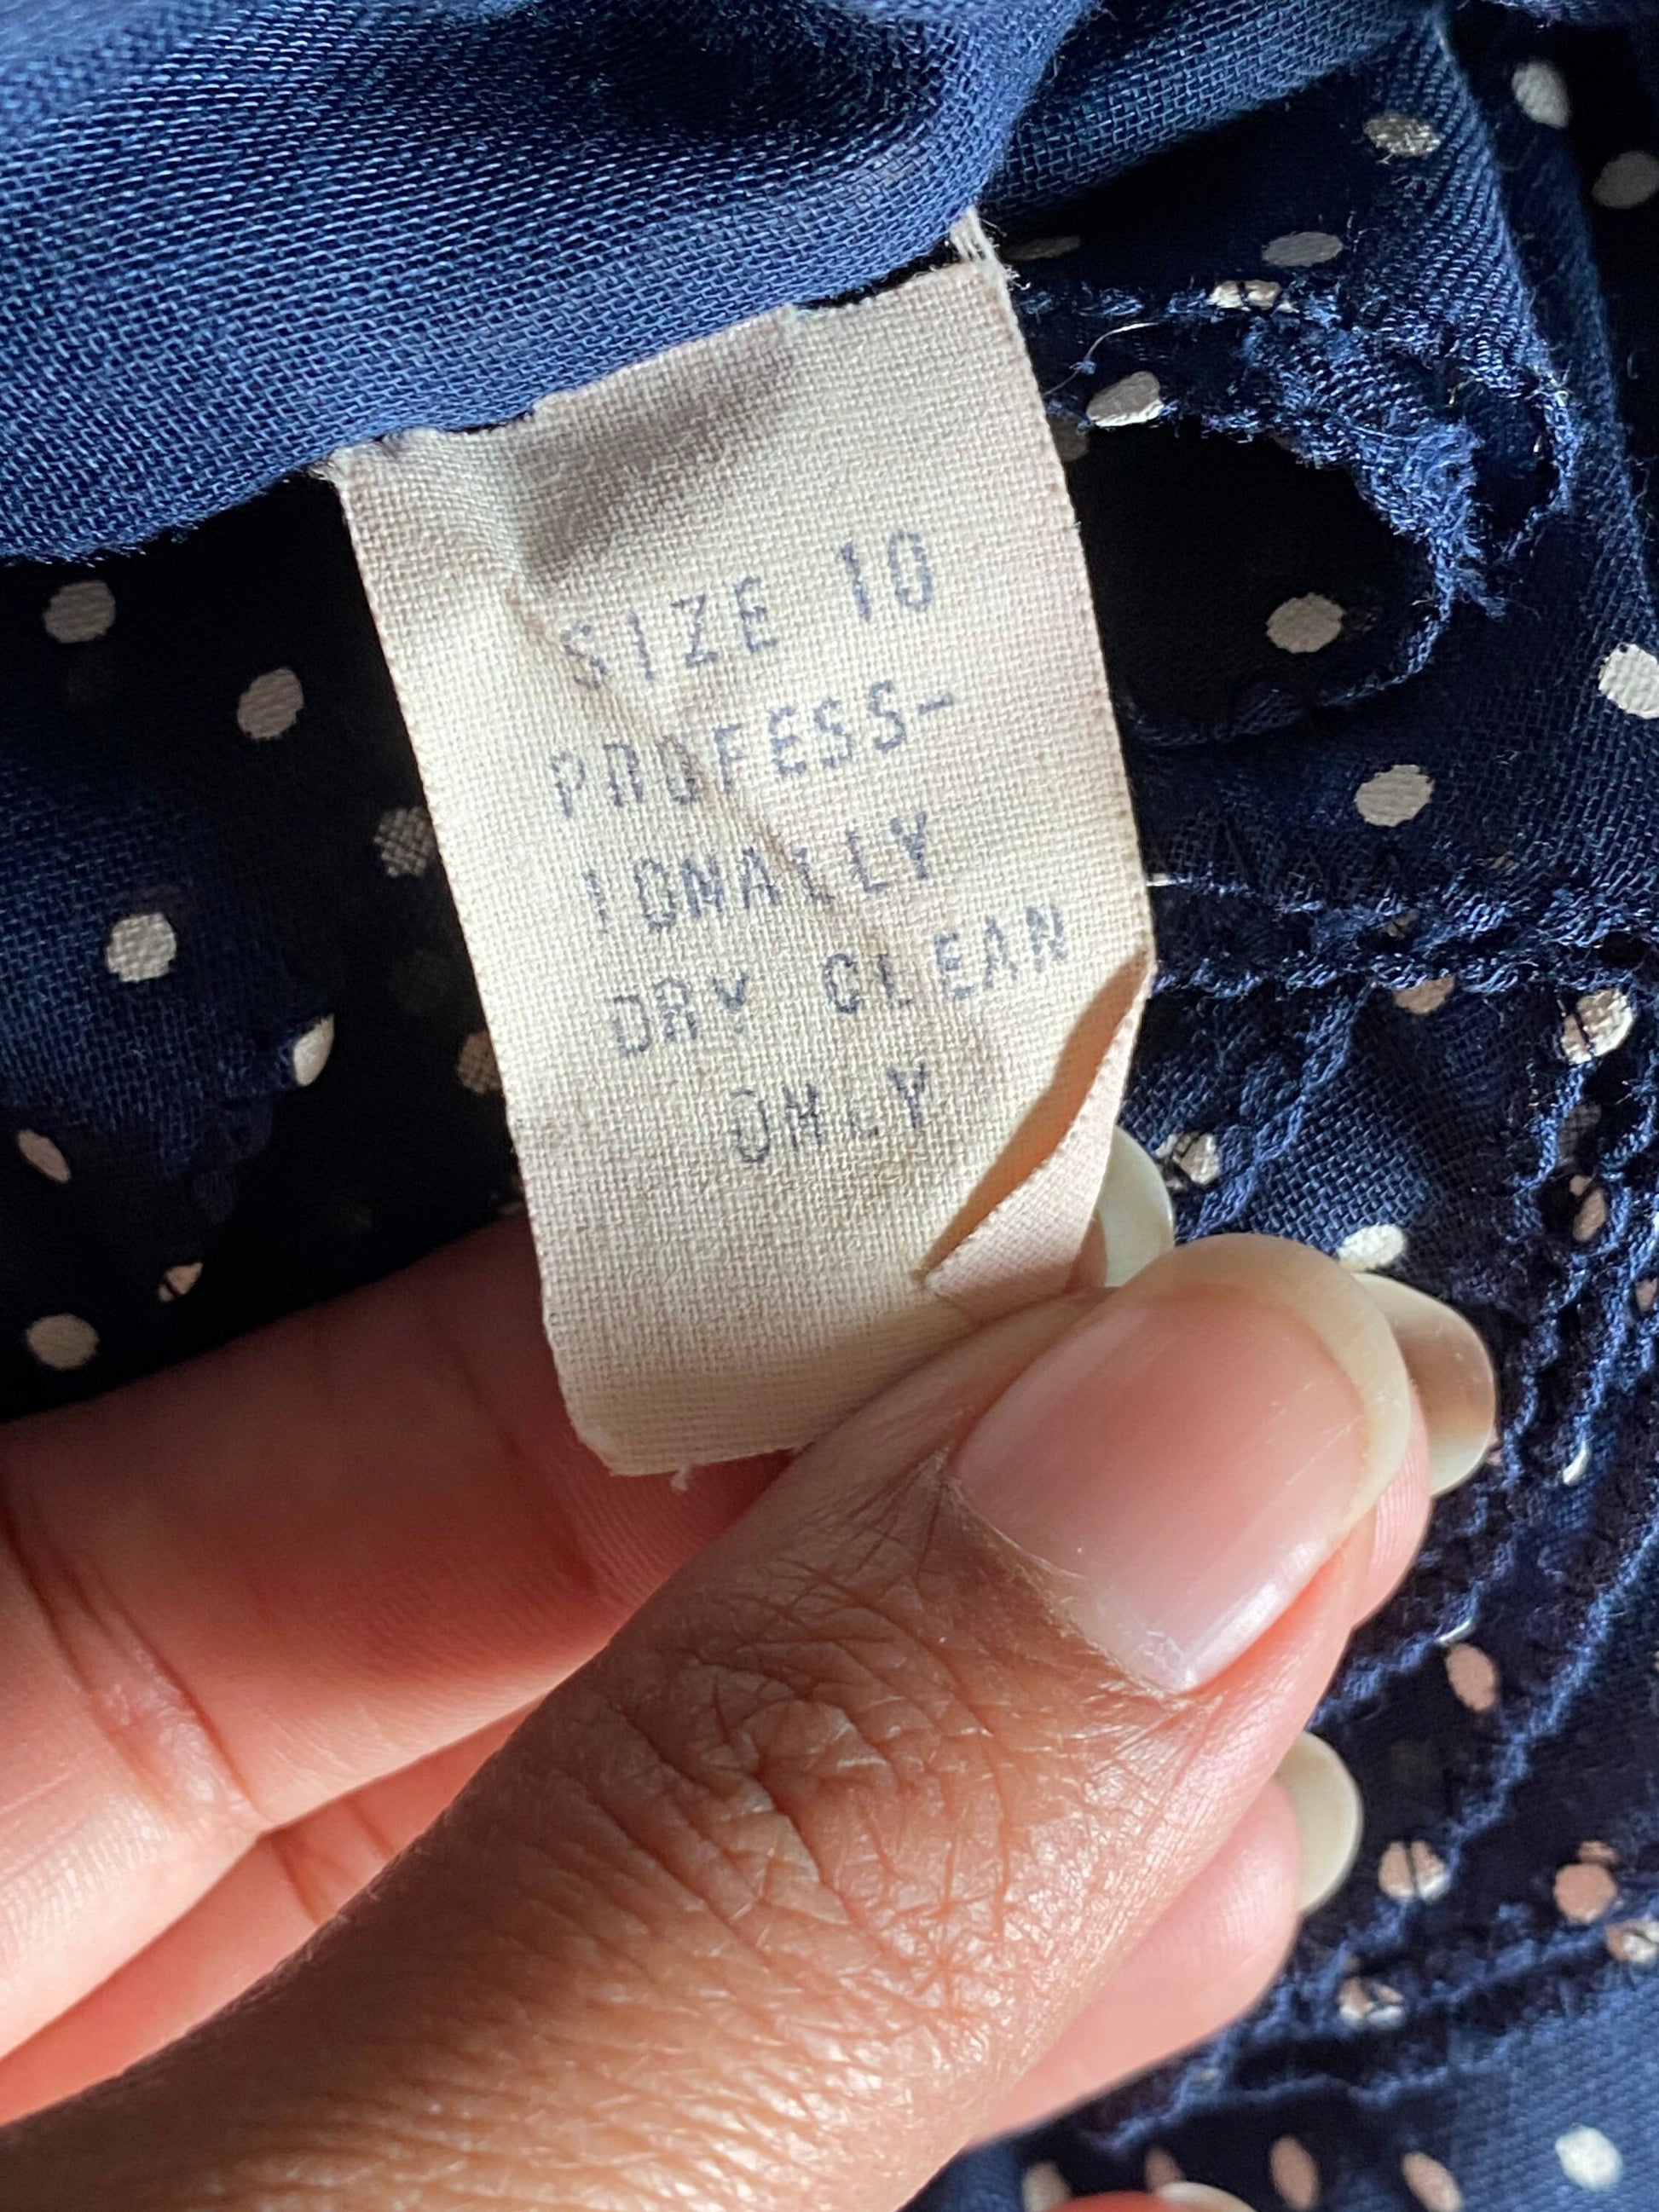 SIZE 10
PROFESS-
IONALLY
DRY CLEAN
ONLY